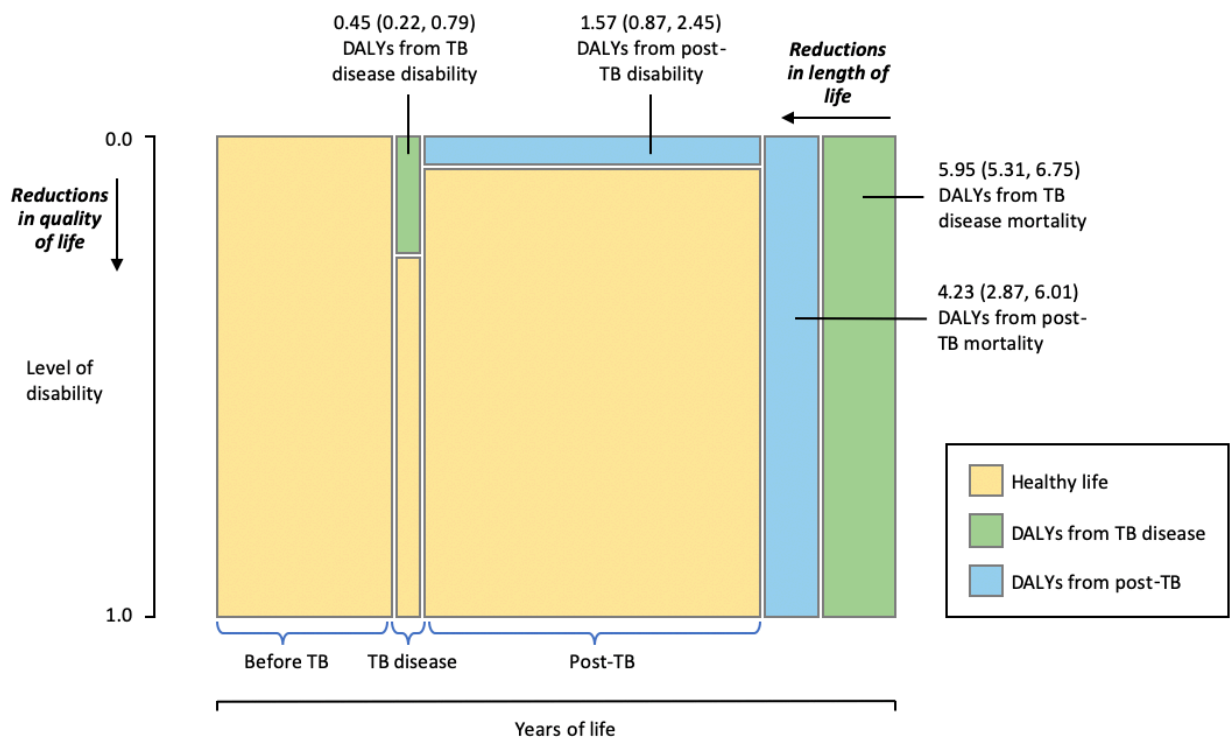 0.45 (0.22, 0.79)
DALYs from TB
disease disability
1.57 (0.87, 2.45)
DALYs from post-
TB disability
Reductions
in length of
life
0.0
Reductions
in quality
of life
5.95 (5.31, 6.75)
DALYs from TB
disease mortality
4.23 (2.87, 6.01)
DALYs from post-
TB mortality
Level of
disability
Healthy life
DALYs from TB disease
DALYs from post-TB
1.0
Before TB
TB disease
Post-TB
Years of life